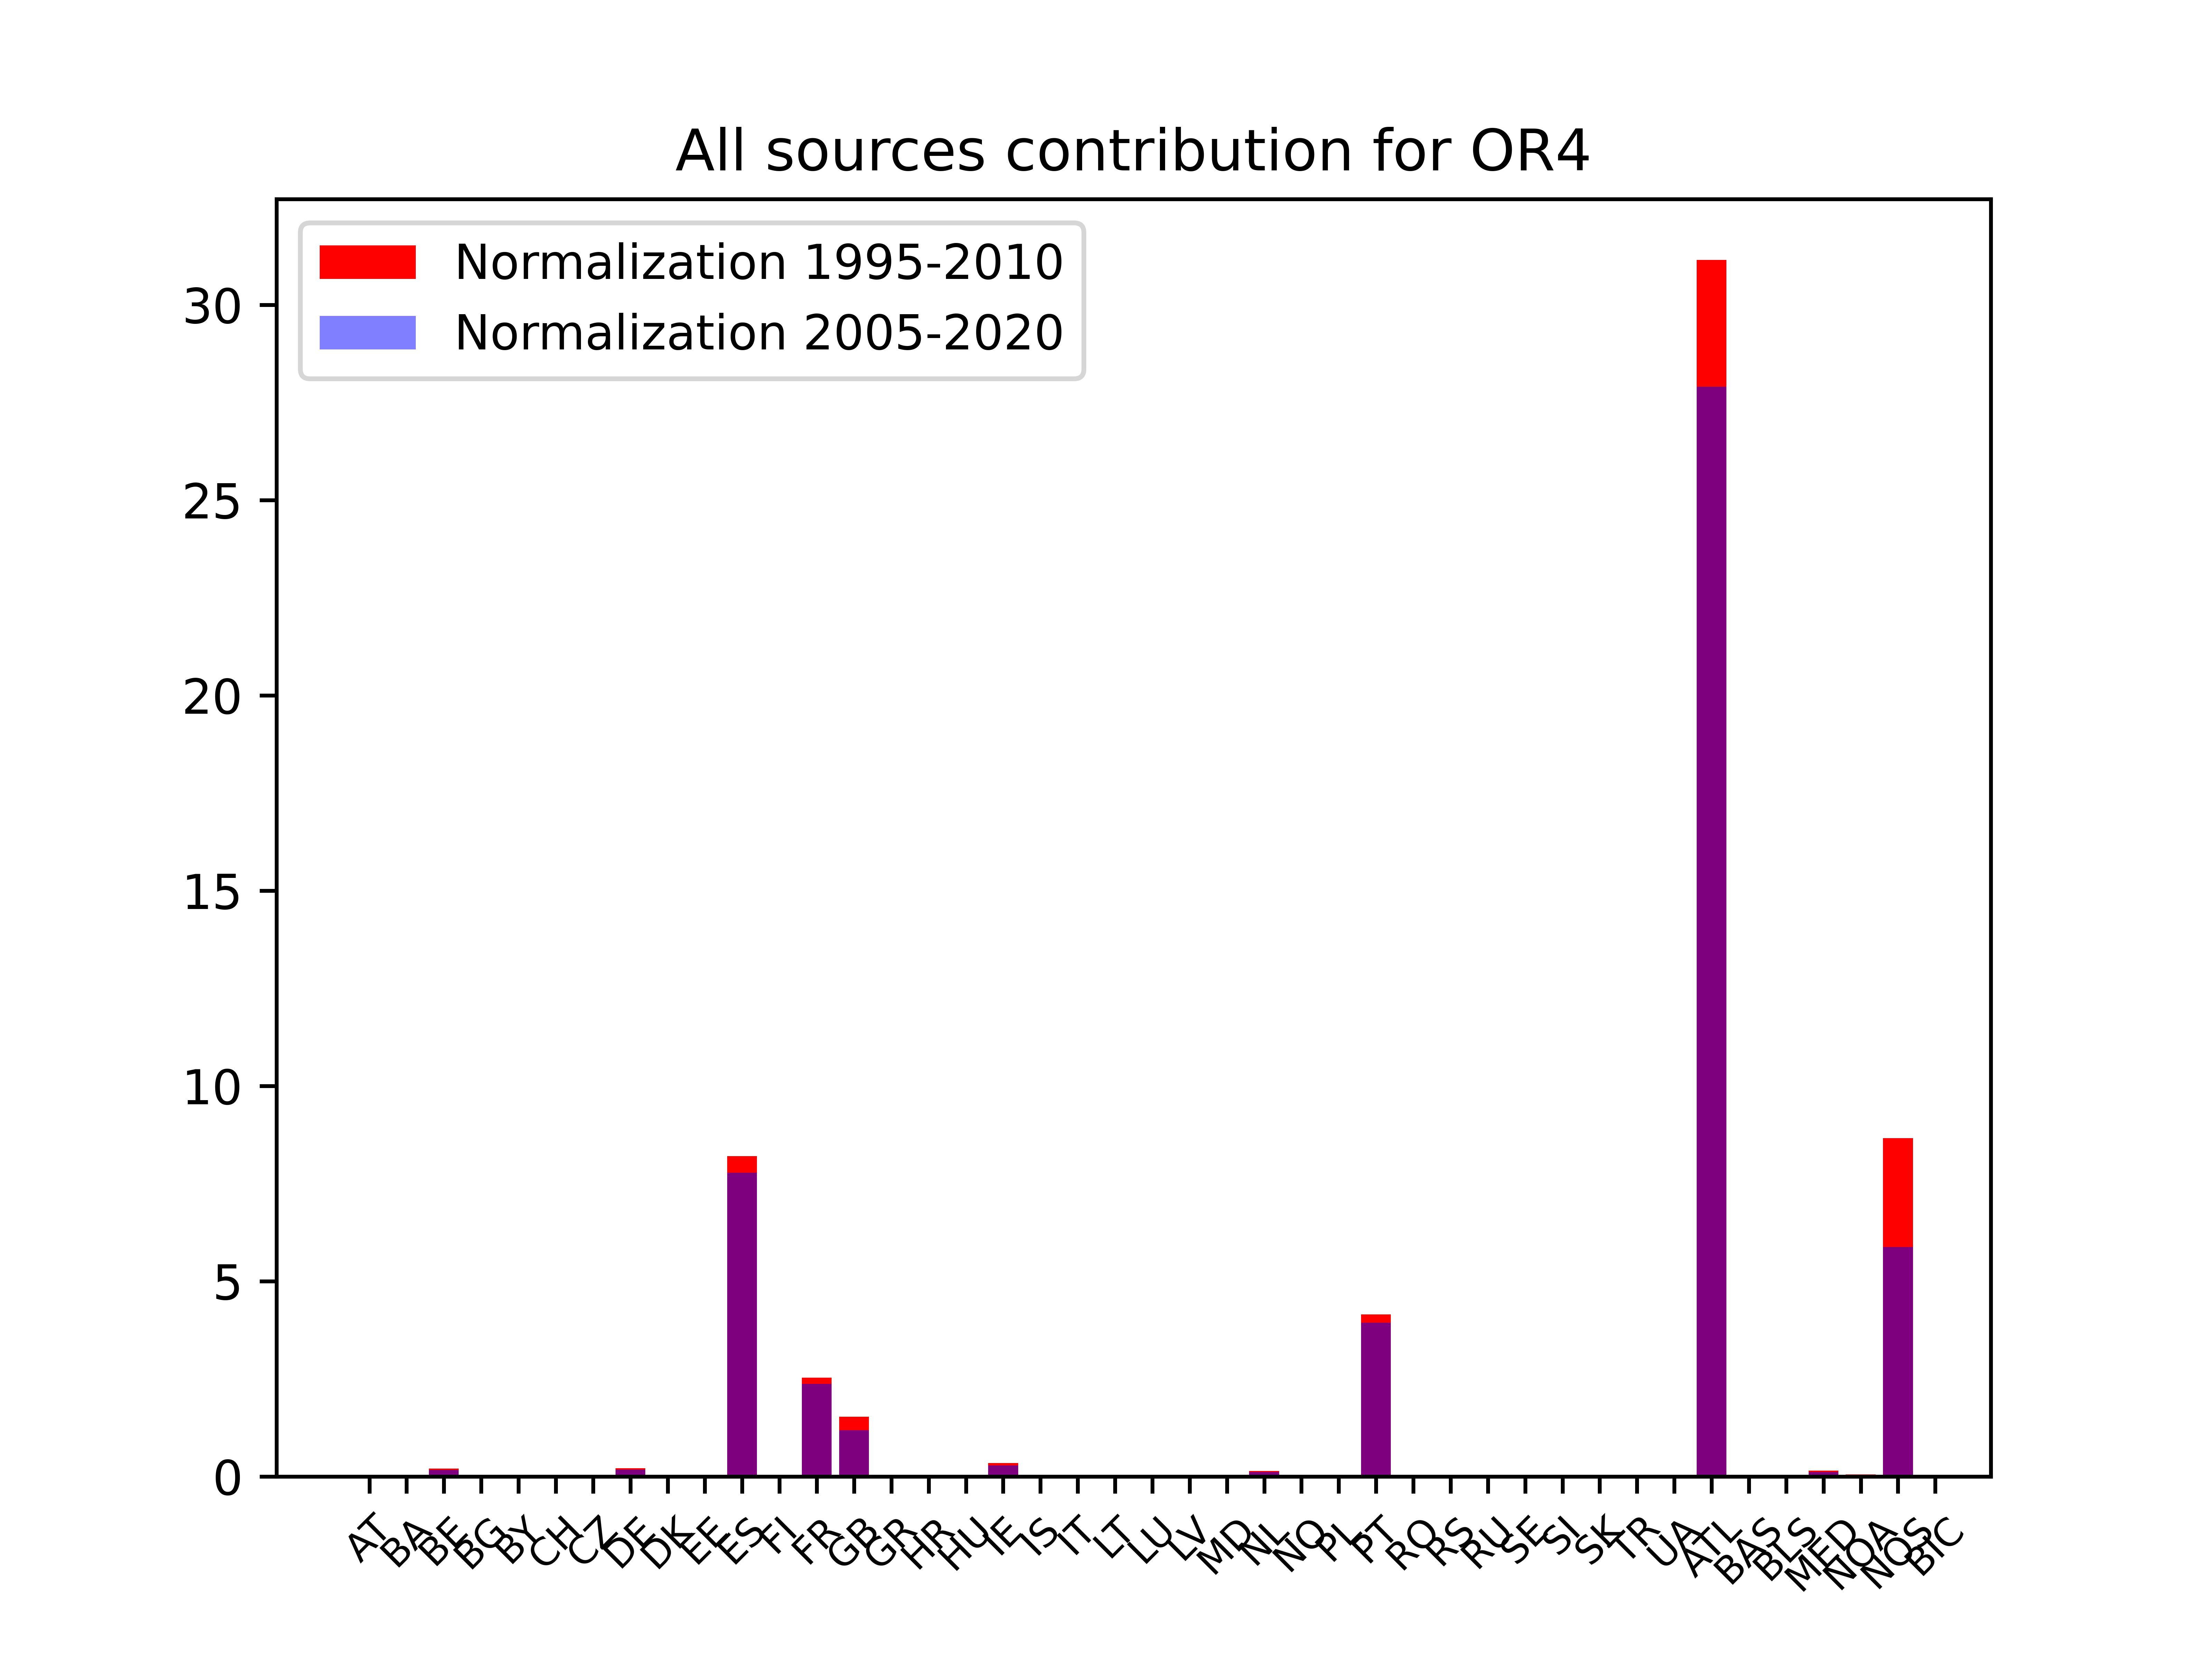 All sources contribution for OR4
Normalization 1995-2010
Normalization 2005-2020
30
25
20
15
10
5
0
AT
BA
BE
BG
BY
CH
CZ
DE
DK
EE
ES
FI
FR
GB
GR
HR
HU
IE
IS
IT
LT
LU
LV
MD
NL
NO
PL
PT
RO
RS
RU
SE
SI
SK
TR
UA
ATL
BAS
BLS
MED
NOA
NOS
BIC